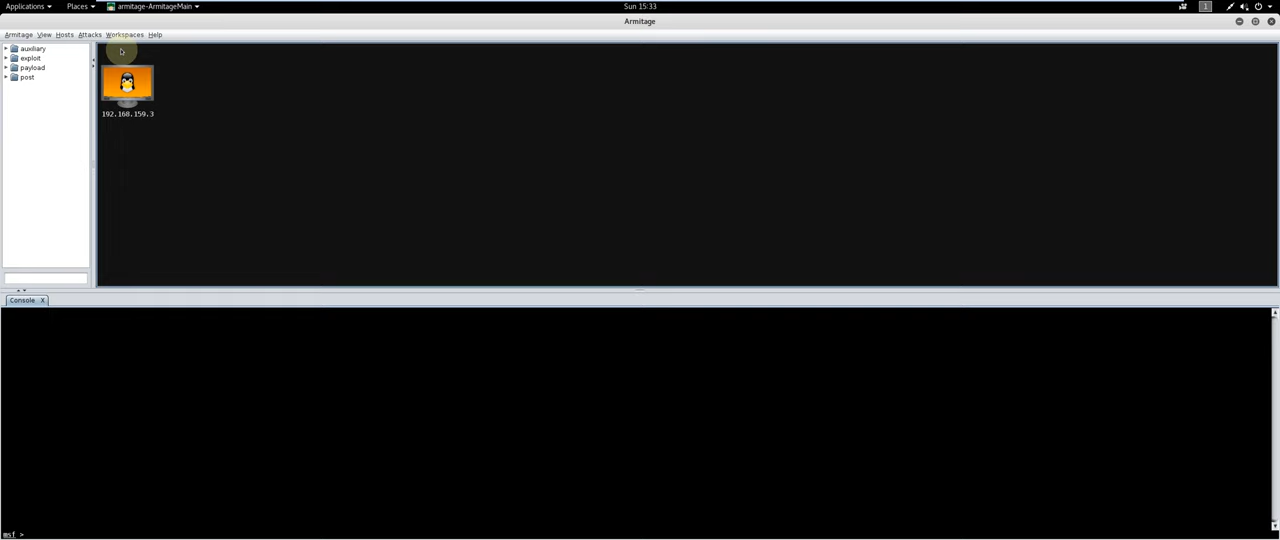 Applications Places armitage-ArmitageMain Sun 15:33 1
Armitage
Armitage View Hosts Attacks Workspaces Help
auxiliary
exploit
payload
post
192.168.159.3
Console X
msf >